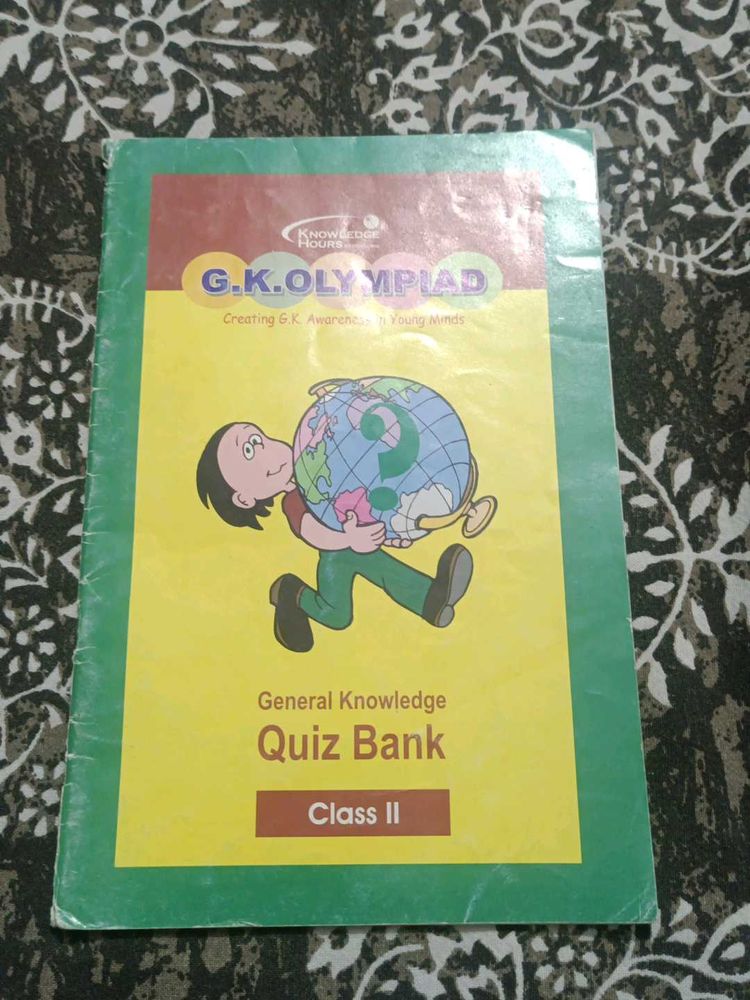 KNOWLEDGE
HOURS
G.K.OLYMPIAD
Creating G.K. Awareness in Young Minds
?
General Knowledge
Quiz Bank
Class II